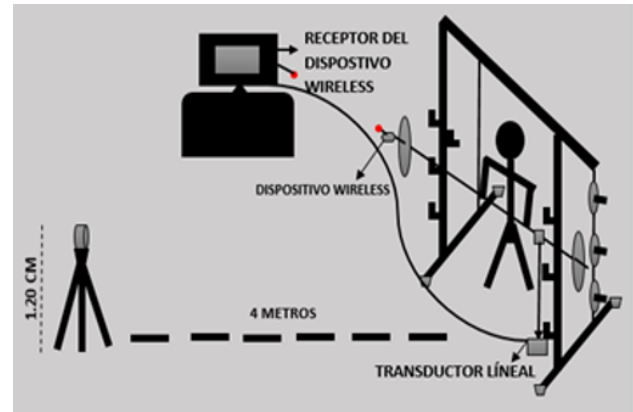 RECEPTOR DEL
DISPOSTIVO
WIRELESS
DISPOSITIVO WIRELESS
1.20 CM
4 METROS
TRANSDUCTOR LÍNEAL